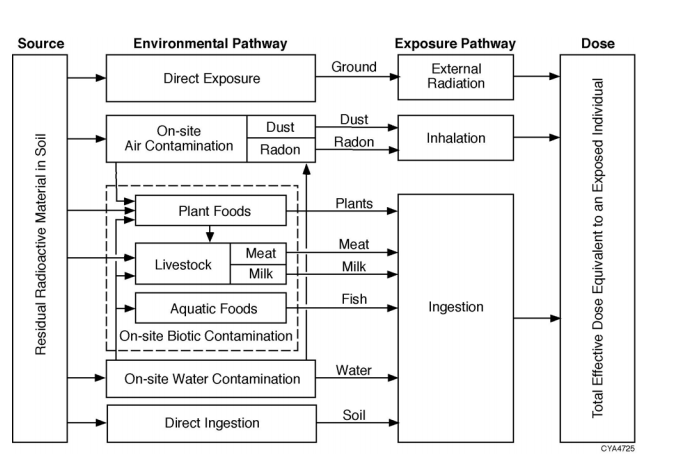 Source
Environmental Pathway
Exposure Pathway
Dose
Residual Radioactive Material in Soil
Direct Exposure
Ground
External
Radiation
On-site
Air Contamination
Dust
Radon
Dust
Radon
Inhalation
Plant Foods
Plants
Livestock
Meat
Milk
Meat
Milk
Aquatic Foods
Fish
On-site Biotic Contamination
Ingestion
On-site Water Contamination
Water
Direct Ingestion
Soil
Total Effective Dose Equivalent to an Exposed Individual
CYA4725